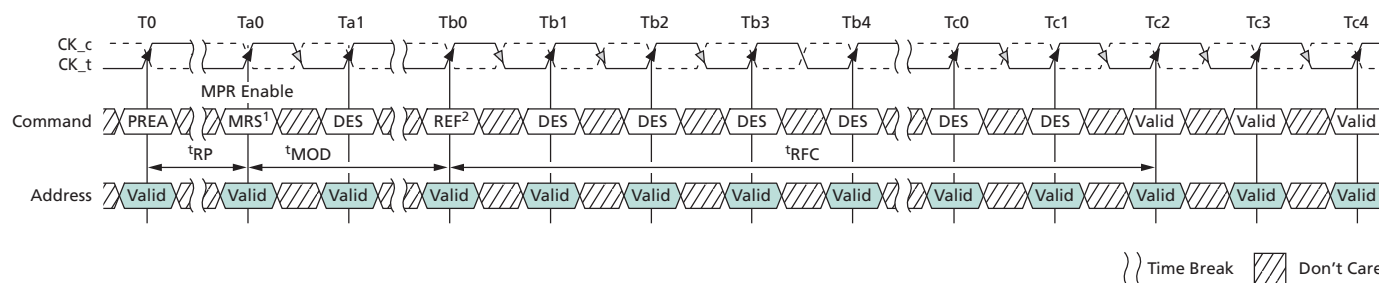 T0 Ta0 Ta1 Tb0 Tb1 Tb2 Tb3 Tb4 Tc0 Tc1 Tc2 Tc3 Tc4
CK_c
CK_t
MPR Enable
Command PREA MRS1 DES REF2 DES DES DES DES DES DES Valid Valid Valid
tRP tMOD tRFC
Address Valid Valid Valid Valid Valid Valid Valid Valid Valid Valid Valid Valid Valid
Time Break Don't Care